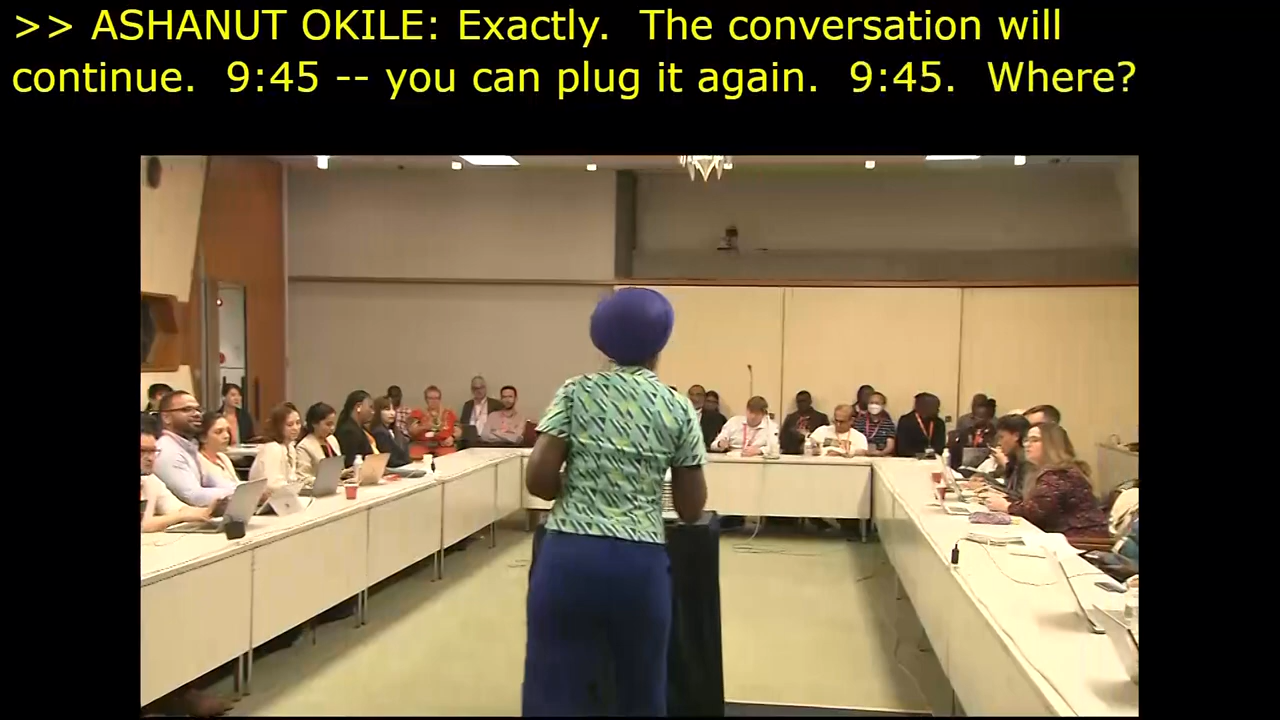 >> ASHANUT OKILE: Exactly.  The conversation will
continue.  9:45 -- you can plug it again.  9:45.  Where?